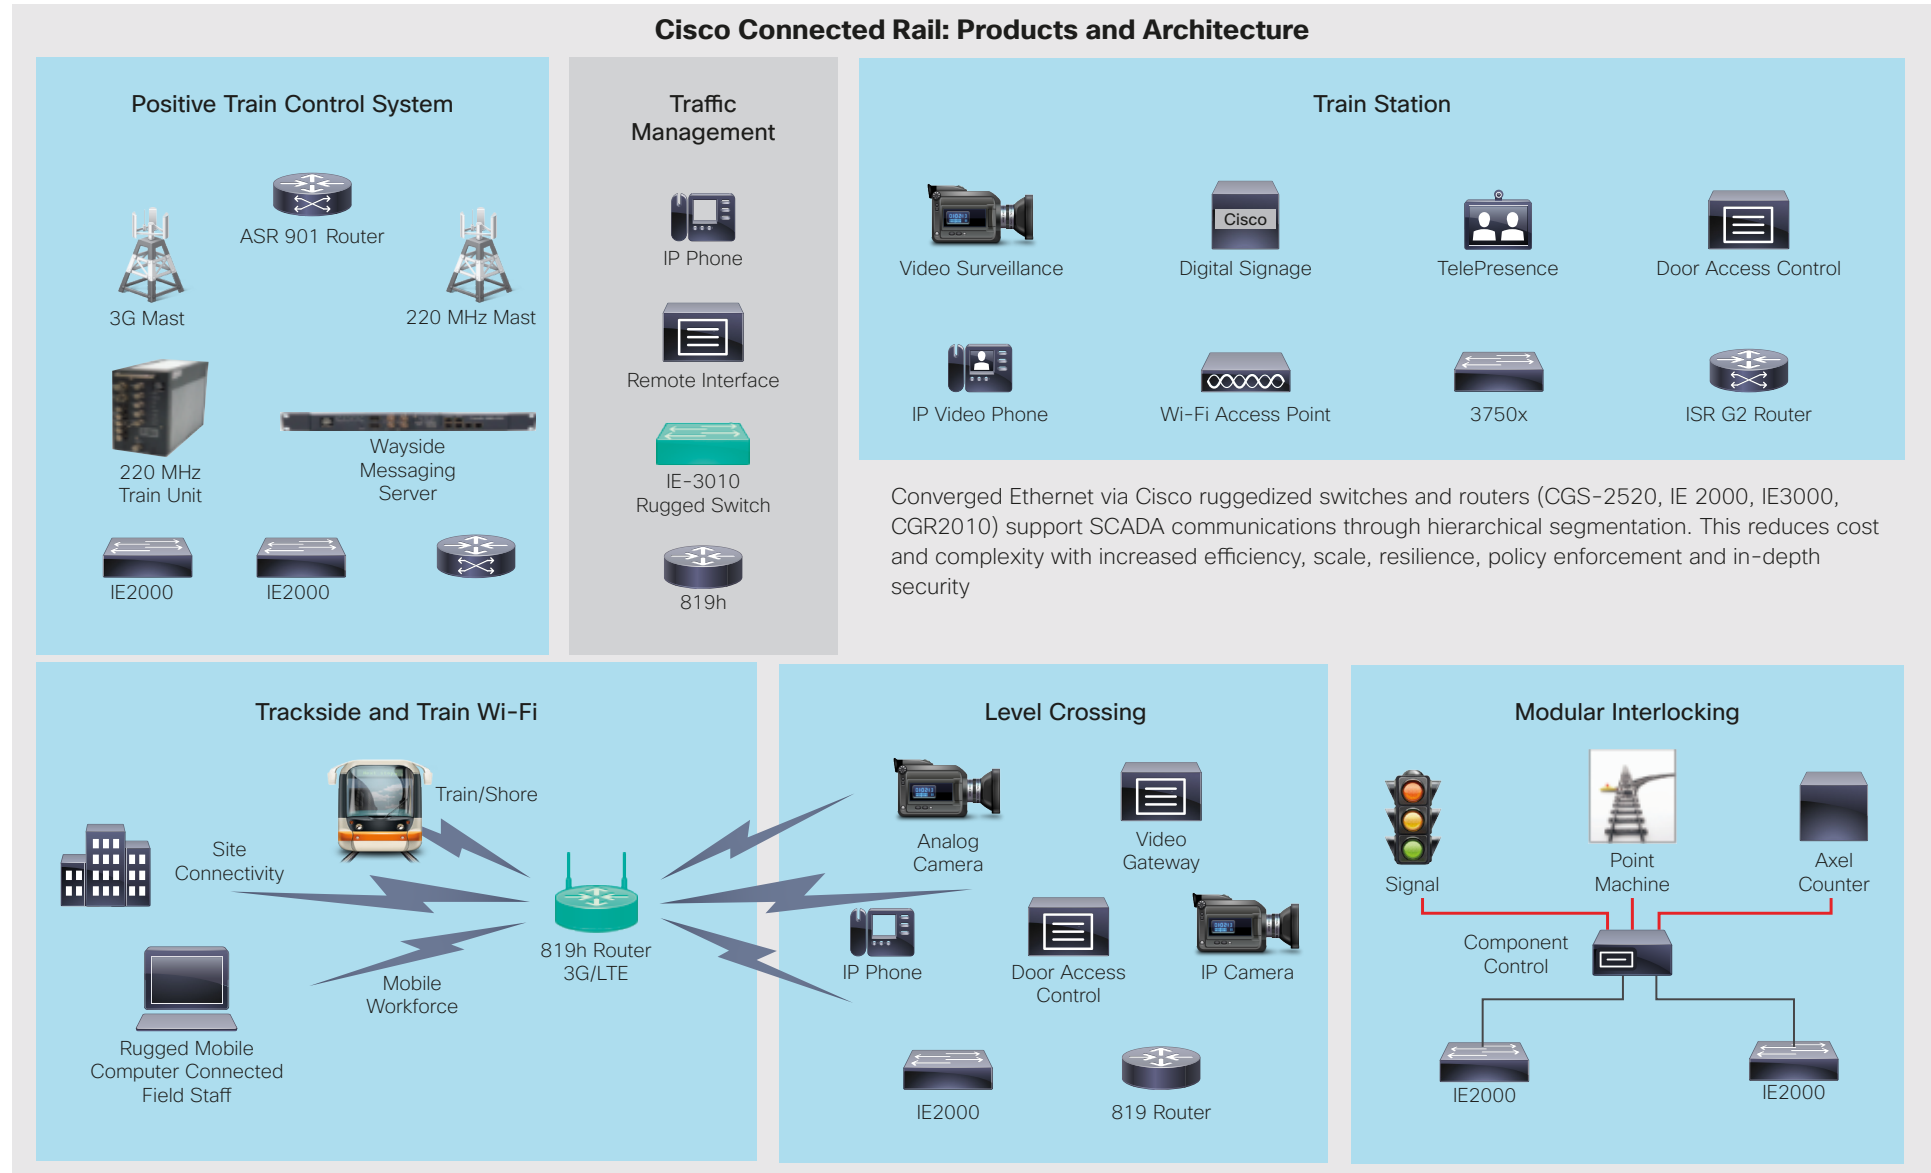 Cisco Connected Rail: Products and Architecture
Positive Train Control System
ASR 901 Router
3G Mast
220 MHz Mast
220 MHz
Train Unit
Wayside
Messaging
Server
IE2000
IE2000
Traffic
Management
IP Phone
Remote Interface
IE-3010
Rugged Switch
819h
Train Station
Video Surveillance
Cisco
Digital Signage
TelePresence
Door Access Control
IP Video Phone
Wi-Fi Access Point
3750x
ISR G2 Router
Converged Ethernet via Cisco ruggedized switches and routers (CGS-2520, IE 2000, IE3000,
CGR2010) support SCADA communications through hierarchical segmentation. This reduces cost
and complexity with increased efficiency, scale, resilience, policy enforcement and in-depth
security
Trackside and Train Wi-Fi
Train/Shore
Site
Connectivity
819h Router
3G/LTE
Mobile
Workforce
Rugged Mobile
Computer Connected
Field Staff
Level Crossing
Analog
Camera
Video
Gateway
IP Phone
Door Access
Control
IP Camera
IE2000
819 Router
Modular Interlocking
Signal
Point
Machine
Axel
Counter
Component
Control
IE2000
IE2000